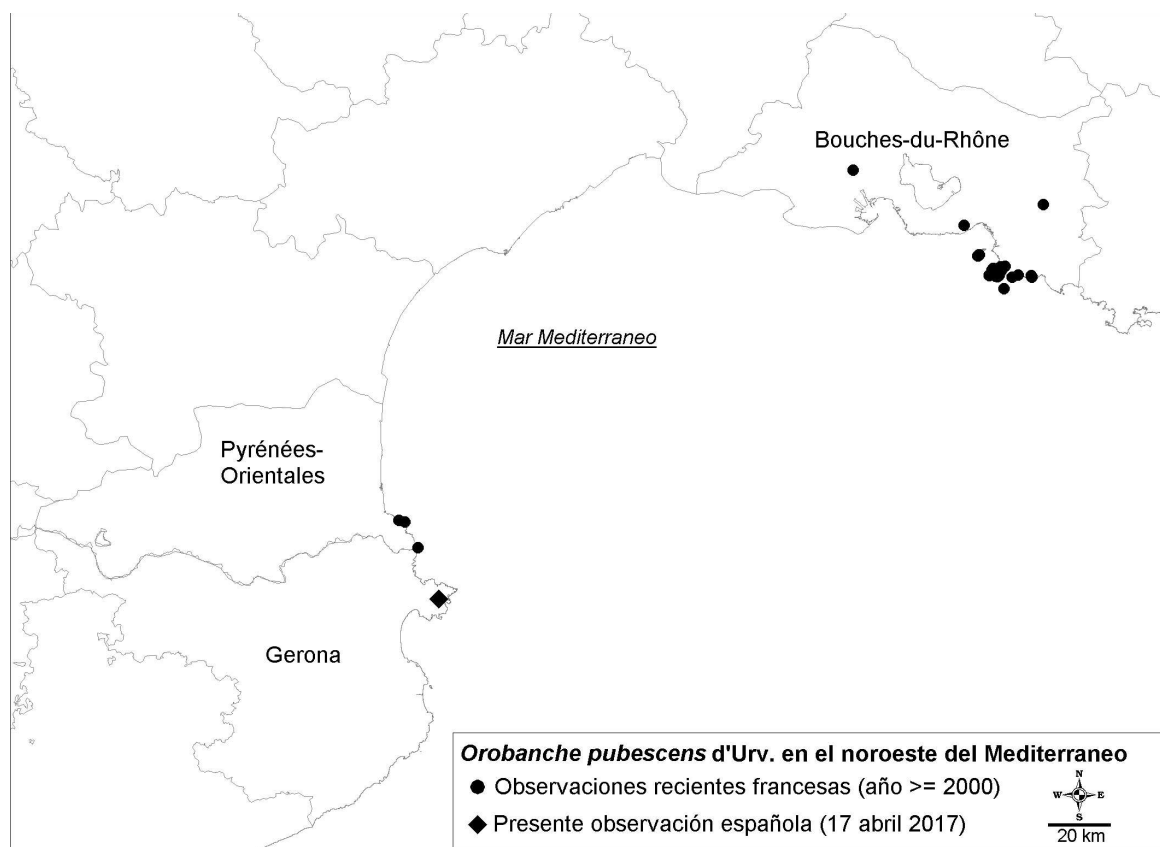 Bouches-du-Rhône
Mar Mediterraneo
Pyrénées-
Orientales
Gerona
Orobanche pubescens d'Urv. en el noroeste del Mediterraneo
Observaciones recientes francesas (año >= 2000)
Presente observación española (17 abril 2017)
N
W E
S
20 km